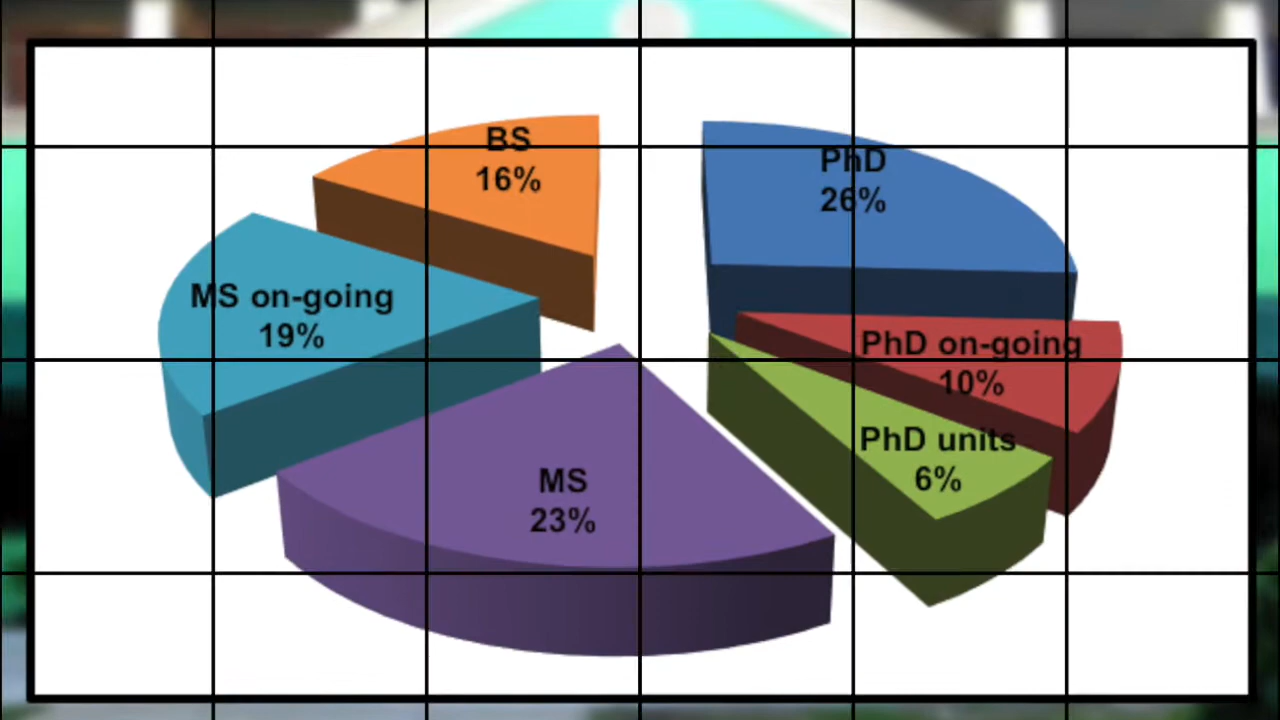 BS
16%
PhD
26%
MS on-going
19%
PhD on-going
10%
PhD units
6%
MS
23%